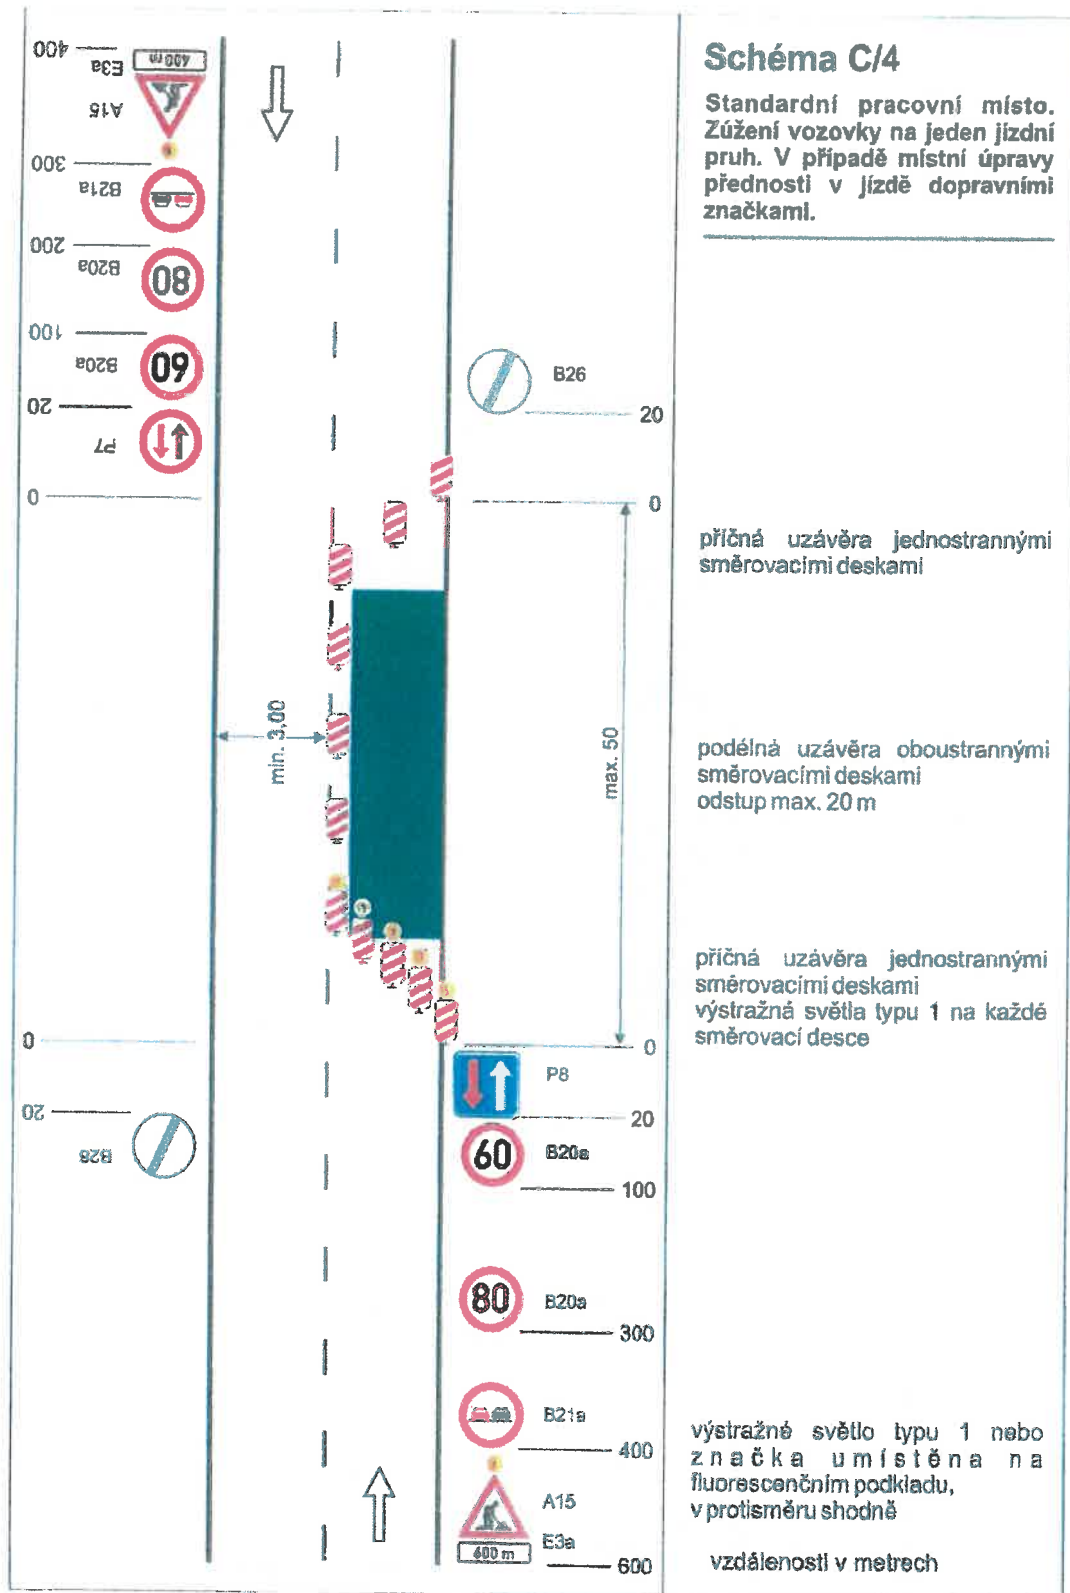 Schéma C/4
Standardní pracovní místo.
Zúžení vozovky na jeden jízdní
pruh. V případě místní úpravy
přednosti v jízdě dopravními
značkami.
400
E3a
400 m
A15
300
B21a
200
B20a
80
100
B20a
60
20
P7
0
B26
20
0
příčná uzávěra jednostrannými
směrovacími deskami
min. 3,00
max. 50
podélná uzávěra oboustrannými
směrovacími deskami
odstup max. 20 m
příčná uzávěra jednostrannými
směrovacími deskami
výstražná světla typu 1 na každé
směrovací desce
0
0
P8
20
20
B26
60
B20a
100
80
B20a
300
B21a
400
A15
E3a
600 m
600
výstražné světlo typu 1 nebo
značka umístěna na
fluorescenčním podkladu,
v protisměru shodně
vzdálenosti v metrech